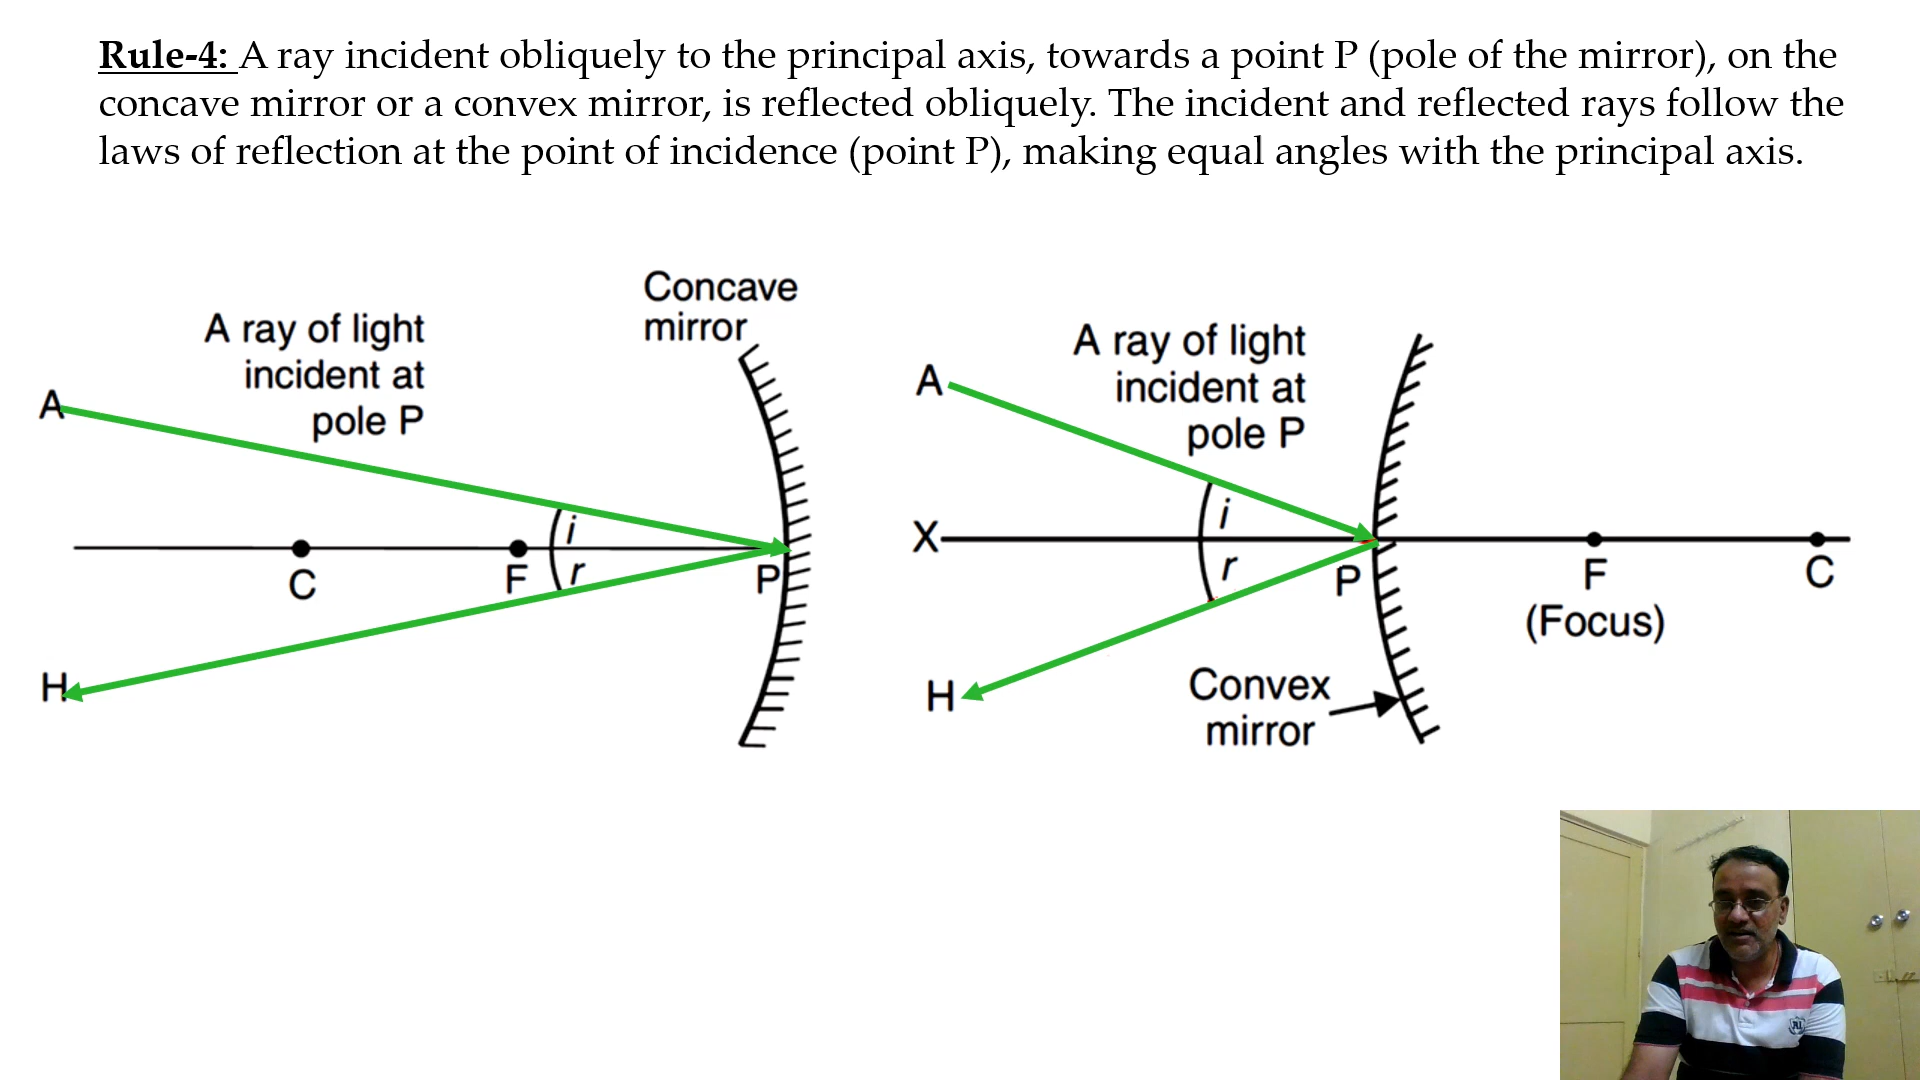 Rule-4: A ray incident obliquely to the principal axis, towards a point P (pole of the mirror), on the
concave mirror or a convex mirror, is reflected obliquely. The incident and reflected rays follow the
laws of reflection at the point of incidence (point P), making equal angles with the principal axis.
Concave
mirror
A ray of light
incident at
pole P
A
i
C
F
r
P
H
A ray of light
incident at
pole P
A
i
X
r
P
F
(Focus)
C
H
Convex
mirror